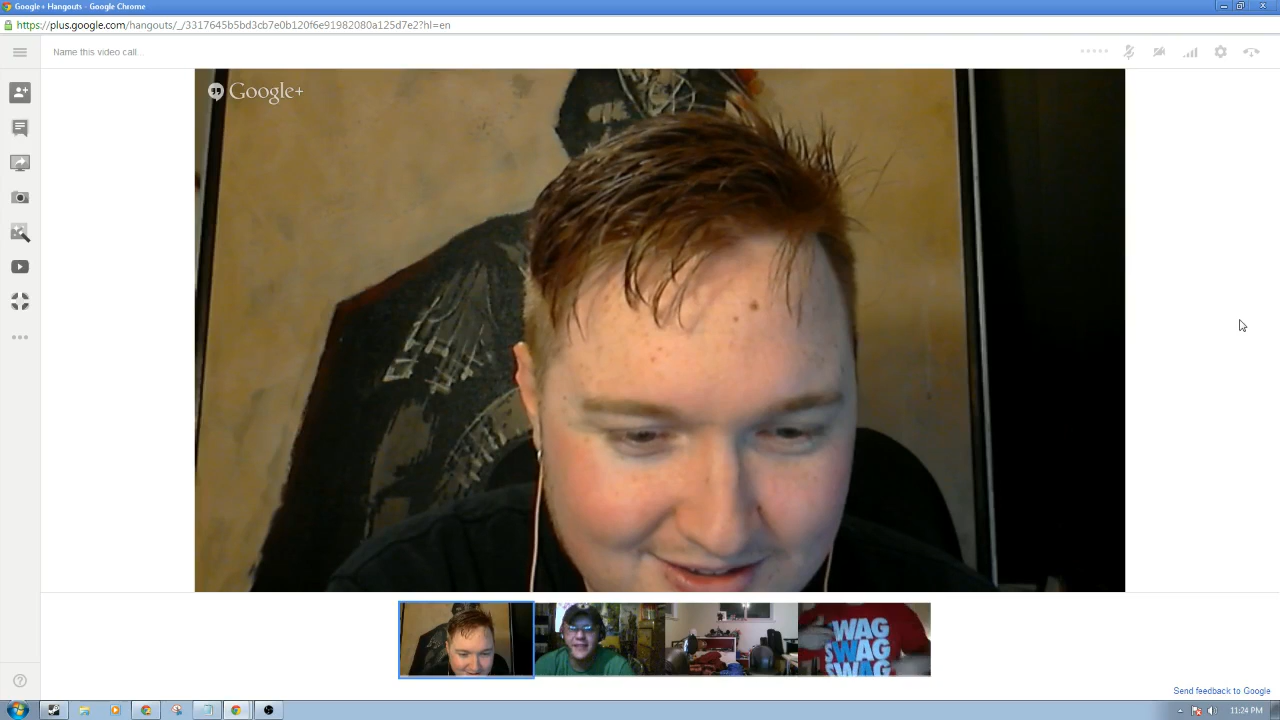 Google+ Hangouts - Google Chrome
https://plus.google.com/hangouts/_/3317645b5bd3cb7e0b120f6e91982080a125d7e2?hl=en
Name this video call...
Google+
WAG
SWAG
SWAG
Send feedback to Google
11:24 PM